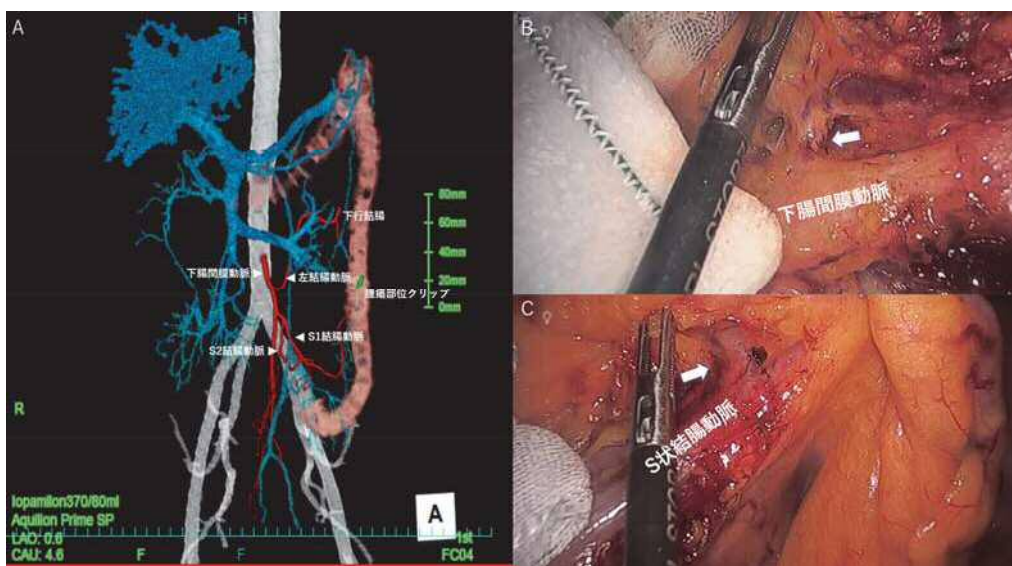 A
H
80mm
60mm
40mm
20mm
0mm
下行結腸
下腸間膜動脈
左結腸動脈
腫瘍部位クリップ
S1結腸動脈
S2結腸動脈
R
Iopamilon370/80ml
Aquilion Prime SP
LAO: 0.6
CAU: 4.6
F
F
A
1st
FC04
B
下腸間膜動脈
C
S状結腸動脈